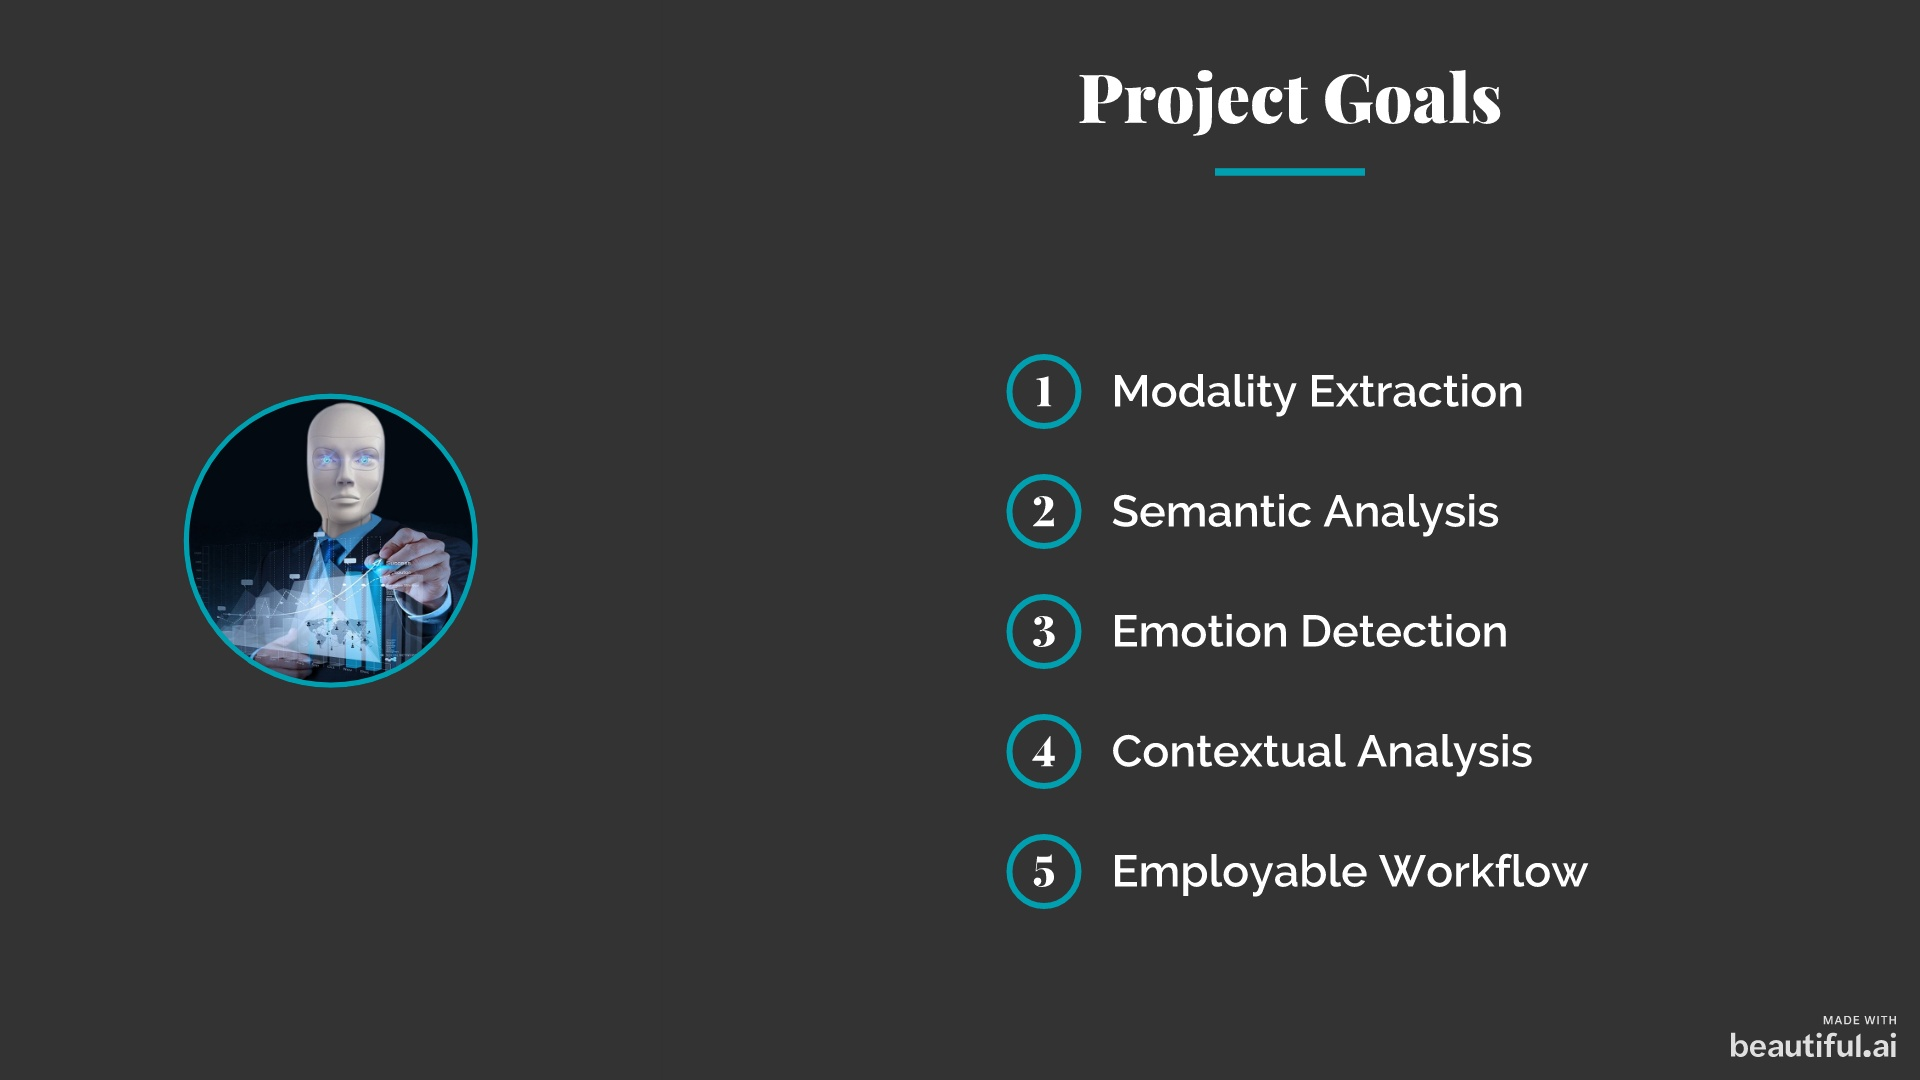 Project Goals
1 Modality Extraction
2 Semantic Analysis
3 Emotion Detection
4 Contextual Analysis
5 Employable Workflow
MADE WITH
beautiful.ai